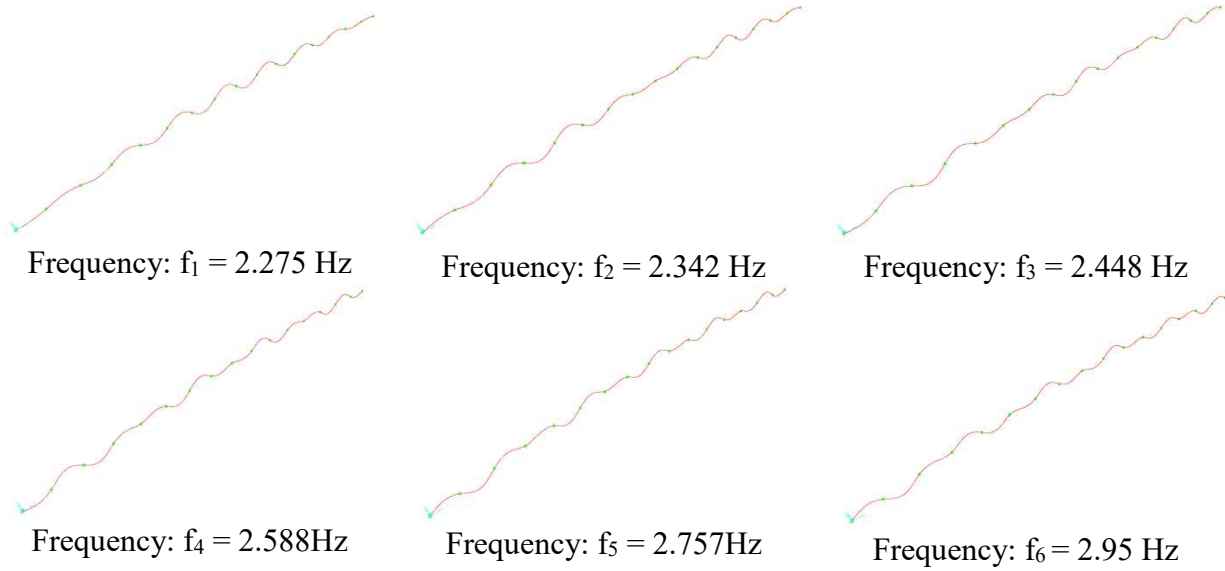 Frequency: f₁ = 2.275 Hz
Frequency: f₂ = 2.342 Hz
Frequency: f₃ = 2.448 Hz
Frequency: f₄ = 2.588Hz
Frequency: f₅ = 2.757Hz
Frequency: f₆ = 2.95 Hz